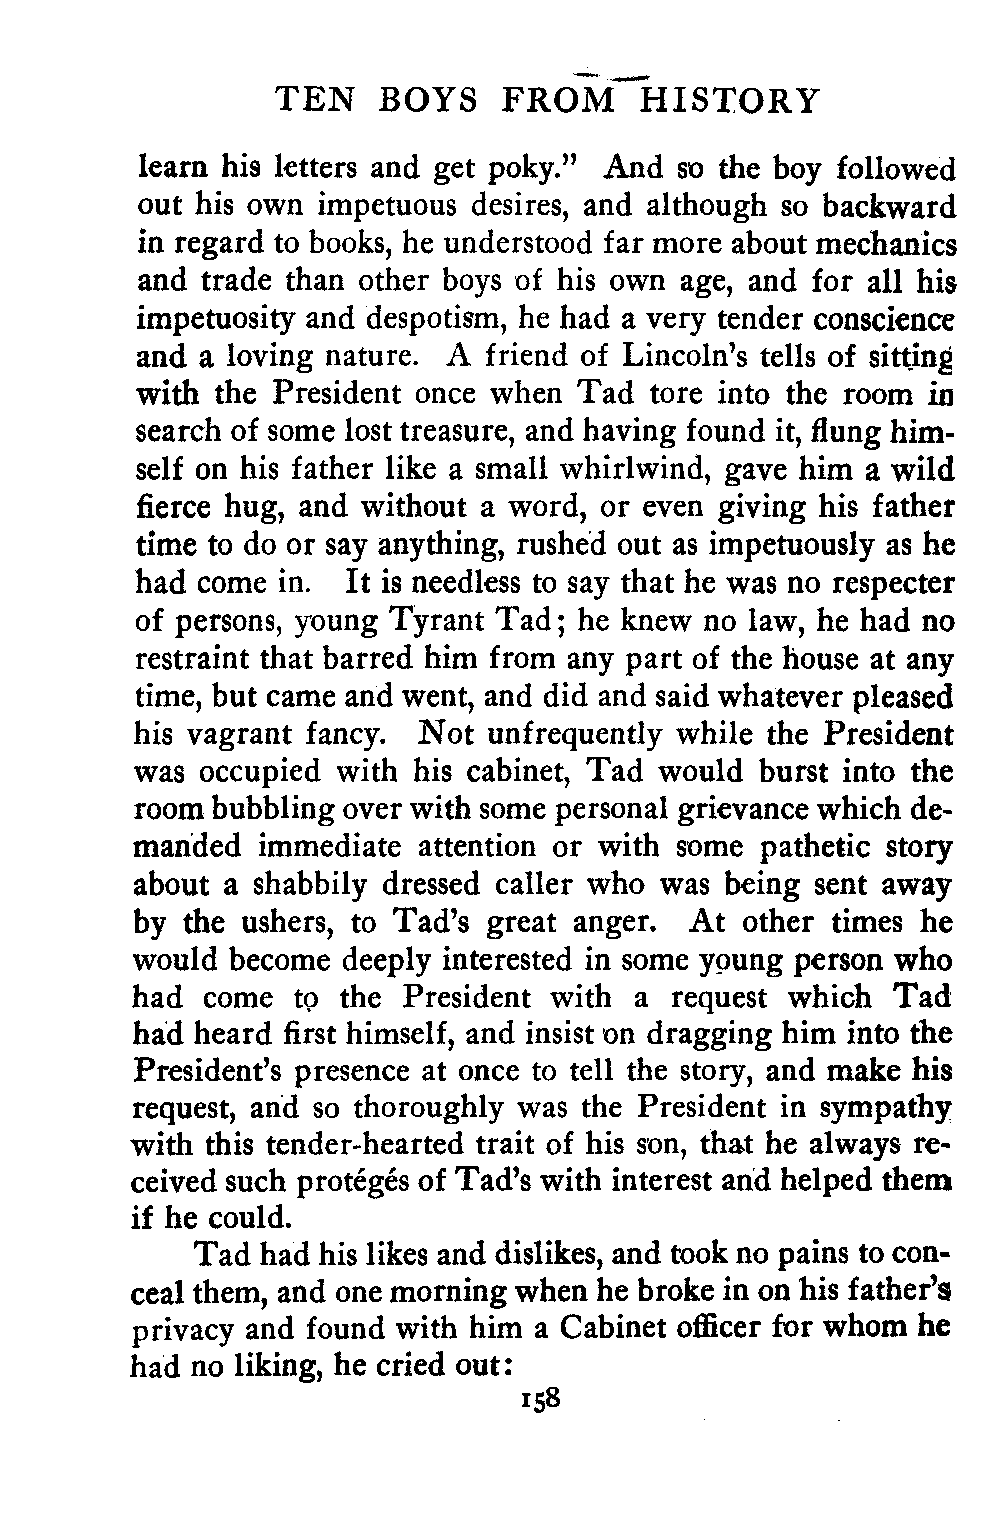 TEN BOYS FROM HISTORY
learn his letters and get poky.” And so the boy followed
out his own impetuous desires, and although so backward
in regard to books, he understood far more about mechanics
and trade than other boys of his own age, and for all his
impetuosity and despotism, he had a very tender conscience
and a loving nature. A friend of Lincoln’s tells of sitting
with the President once when Tad tore into the room in
search of some lost treasure, and having found it, flung him-
self on his father like a small whirlwind, gave him a wild
fierce hug, and without a word, or even giving his father
time to do or say anything, rushed out as impetuously as he
had come in. It is needless to say that he was no respecter
of persons, young Tyrant Tad; he knew no law, he had no
restraint that barred him from any part of the house at any
time, but came and went, and did and said whatever pleased
his vagrant fancy. Not unfrequently while the President
was occupied with his cabinet, Tad would burst into the
room bubbling over with some personal grievance which de-
manded immediate attention or with some pathetic story
about a shabbily dressed caller who was being sent away
by the ushers, to Tad’s great anger. At other times he
would become deeply interested in some young person who
had come to the President with a request which Tad
had heard first himself, and insist on dragging him into the
President’s presence at once to tell the story, and make his
request, and so thoroughly was the President in sympathy
with this tender-hearted trait of his son, that he always re-
ceived such protégés of Tad’s with interest and helped them
if he could.
Tad had his likes and dislikes, and took no pains to con-
ceal them, and one morning when he broke in on his father’s
privacy and found with him a Cabinet officer for whom he
had no liking, he cried out:
158